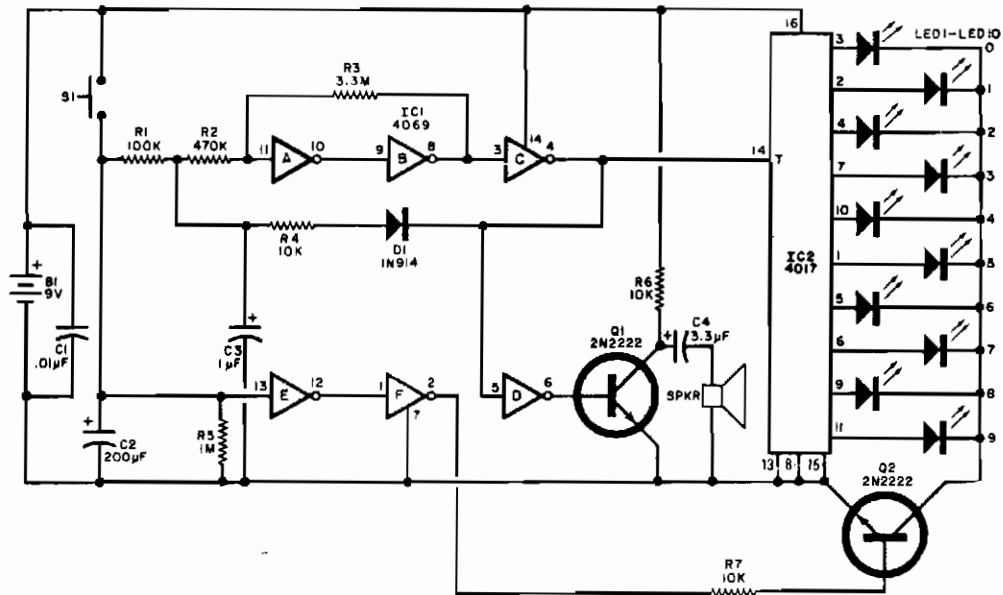 16
3
LED1-LED10
0
S1
R3
3.3M
IC1
4069
2
1
R1
100K
R2
470K
11
A
10
9
B
8
3
C
14
4
14
T
4
2
7
3
R4
10K
D1
1N914
10
4
+
B1
9V
C1
.01µF
IC2
4017
1
5
R6
10K
5
6
+
C3
1µF
Q1
2N2222
+
C4
3.3µF
6
7
13
E
12
1
F
2
7
5
D
6
SPKR
9
8
+
C2
200µF
R5
1M
11
9
13
8
15
Q2
2N2222
R7
10K